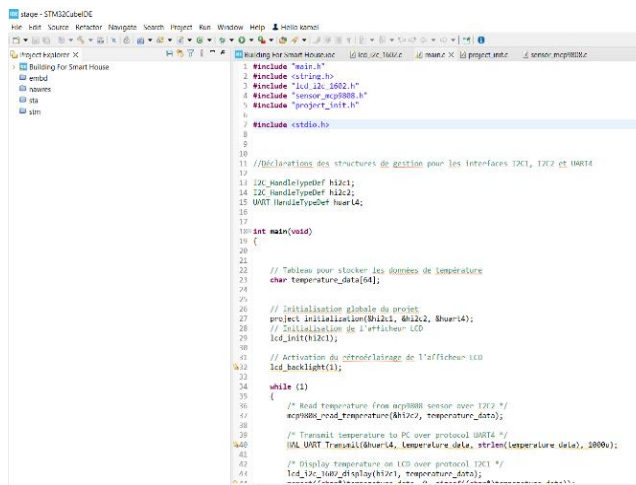 stage - STM32CubeIDE
File Edit Source Refactor Navigate Search Project Run Window Help Hello kamel
Project Explorer
Building For Smart House
embd
nawres
sta
stm
Building For Smart House.ioc lcd_i2c_1602.c main.c project_init.c sensor_mcp9808.c
1 #include "main.h"
2 #include <string.h>
3 #include "lcd_i2c_1602.h"
4 #include "sensor_mcp9808.h"
5 #include "project_init.h"
6
7 #include <stdio.h>
8
9
10
11 //Déclarations des structures de gestion pour les interfaces I2C1, I2C2 et UART4
12
13 I2C_HandleTypeDef hi2c1;
14 I2C_HandleTypeDef hi2c2;
15 UART_HandleTypeDef huart4;
16
17
18 int main(void)
19 {
20
21
22 // Tableau pour stocker les données de température
23 char temperature_data[64];
24
25
26 // Initialisation globale du projet
27 project_initialization(&hi2c1, &hi2c2, &huart4);
28 // Initialisation de l'afficheur LCD
29 lcd_init(hi2c1);
30
31 // Activation du rétroéclairage de l'afficheur LCD
32 lcd_backlight(1);
33
34 while (1)
35 {
36 /* Read temperature from mcp9808 sensor over I2C2 */
37 mcp9808_read_temperature(&hi2c2, temperature_data);
38
39 /* Transmit temperature to PC over protocol UART4 */
40 HAL_UART_Transmit(&huart4, temperature_data, strlen(temperature_data), 1000u);
41
42 /* Display temperature on LCD over protocol I2C1 */
43 lcd_i2c_1602_display(hi2c1, temperature_data);